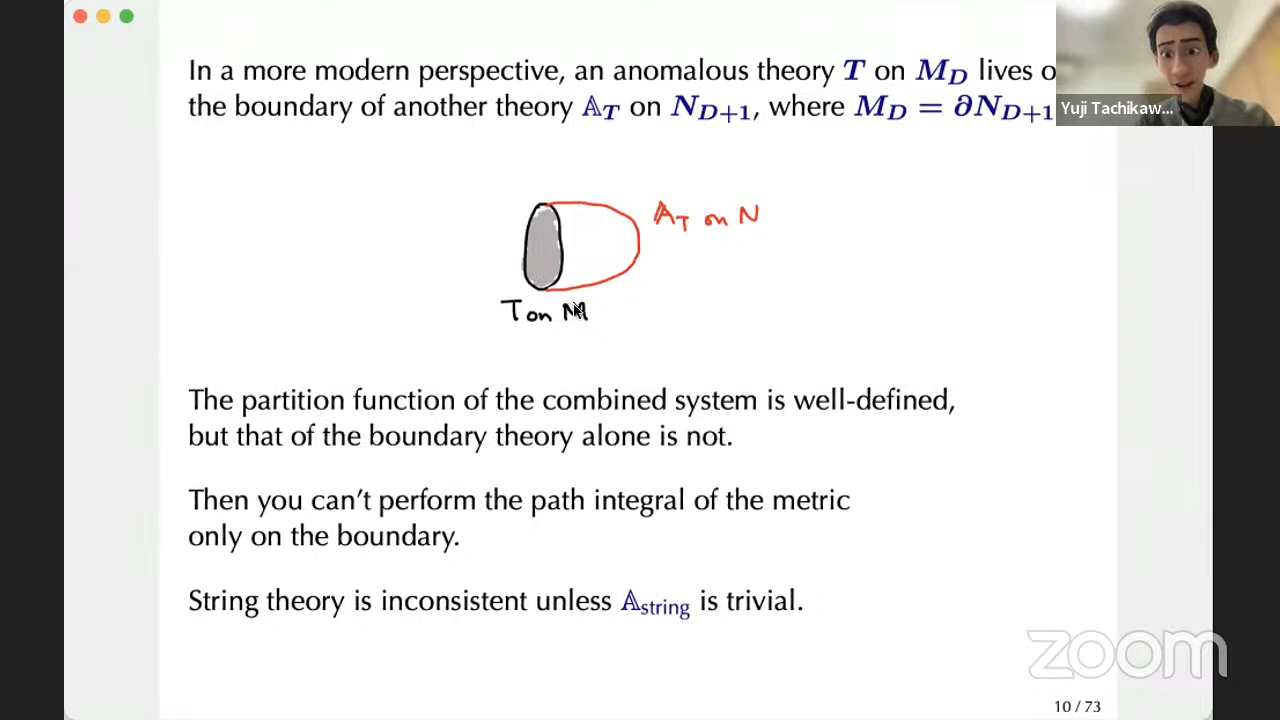 In a more modern perspective, an anomalous theory T on M_D lives o
the boundary of another theory 𝔸_T on N_{D+1}, where M_D = ∂N_{D+1}
Yuji Tachikaw...
𝔸_T on N
T on M
The partition function of the combined system is well-defined,
but that of the boundary theory alone is not.
Then you can't perform the path integral of the metric
only on the boundary.
String theory is inconsistent unless 𝔸_string is trivial.
zoom
10 / 73